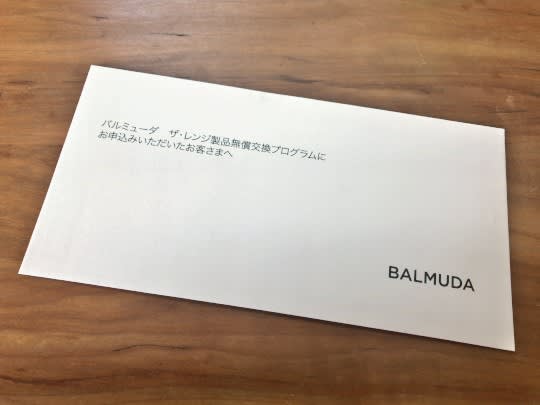 バルミューダ　ザ・レンジ製品無償交換プログラムに
お申込みいただいたお客さまへ
BALMUDA